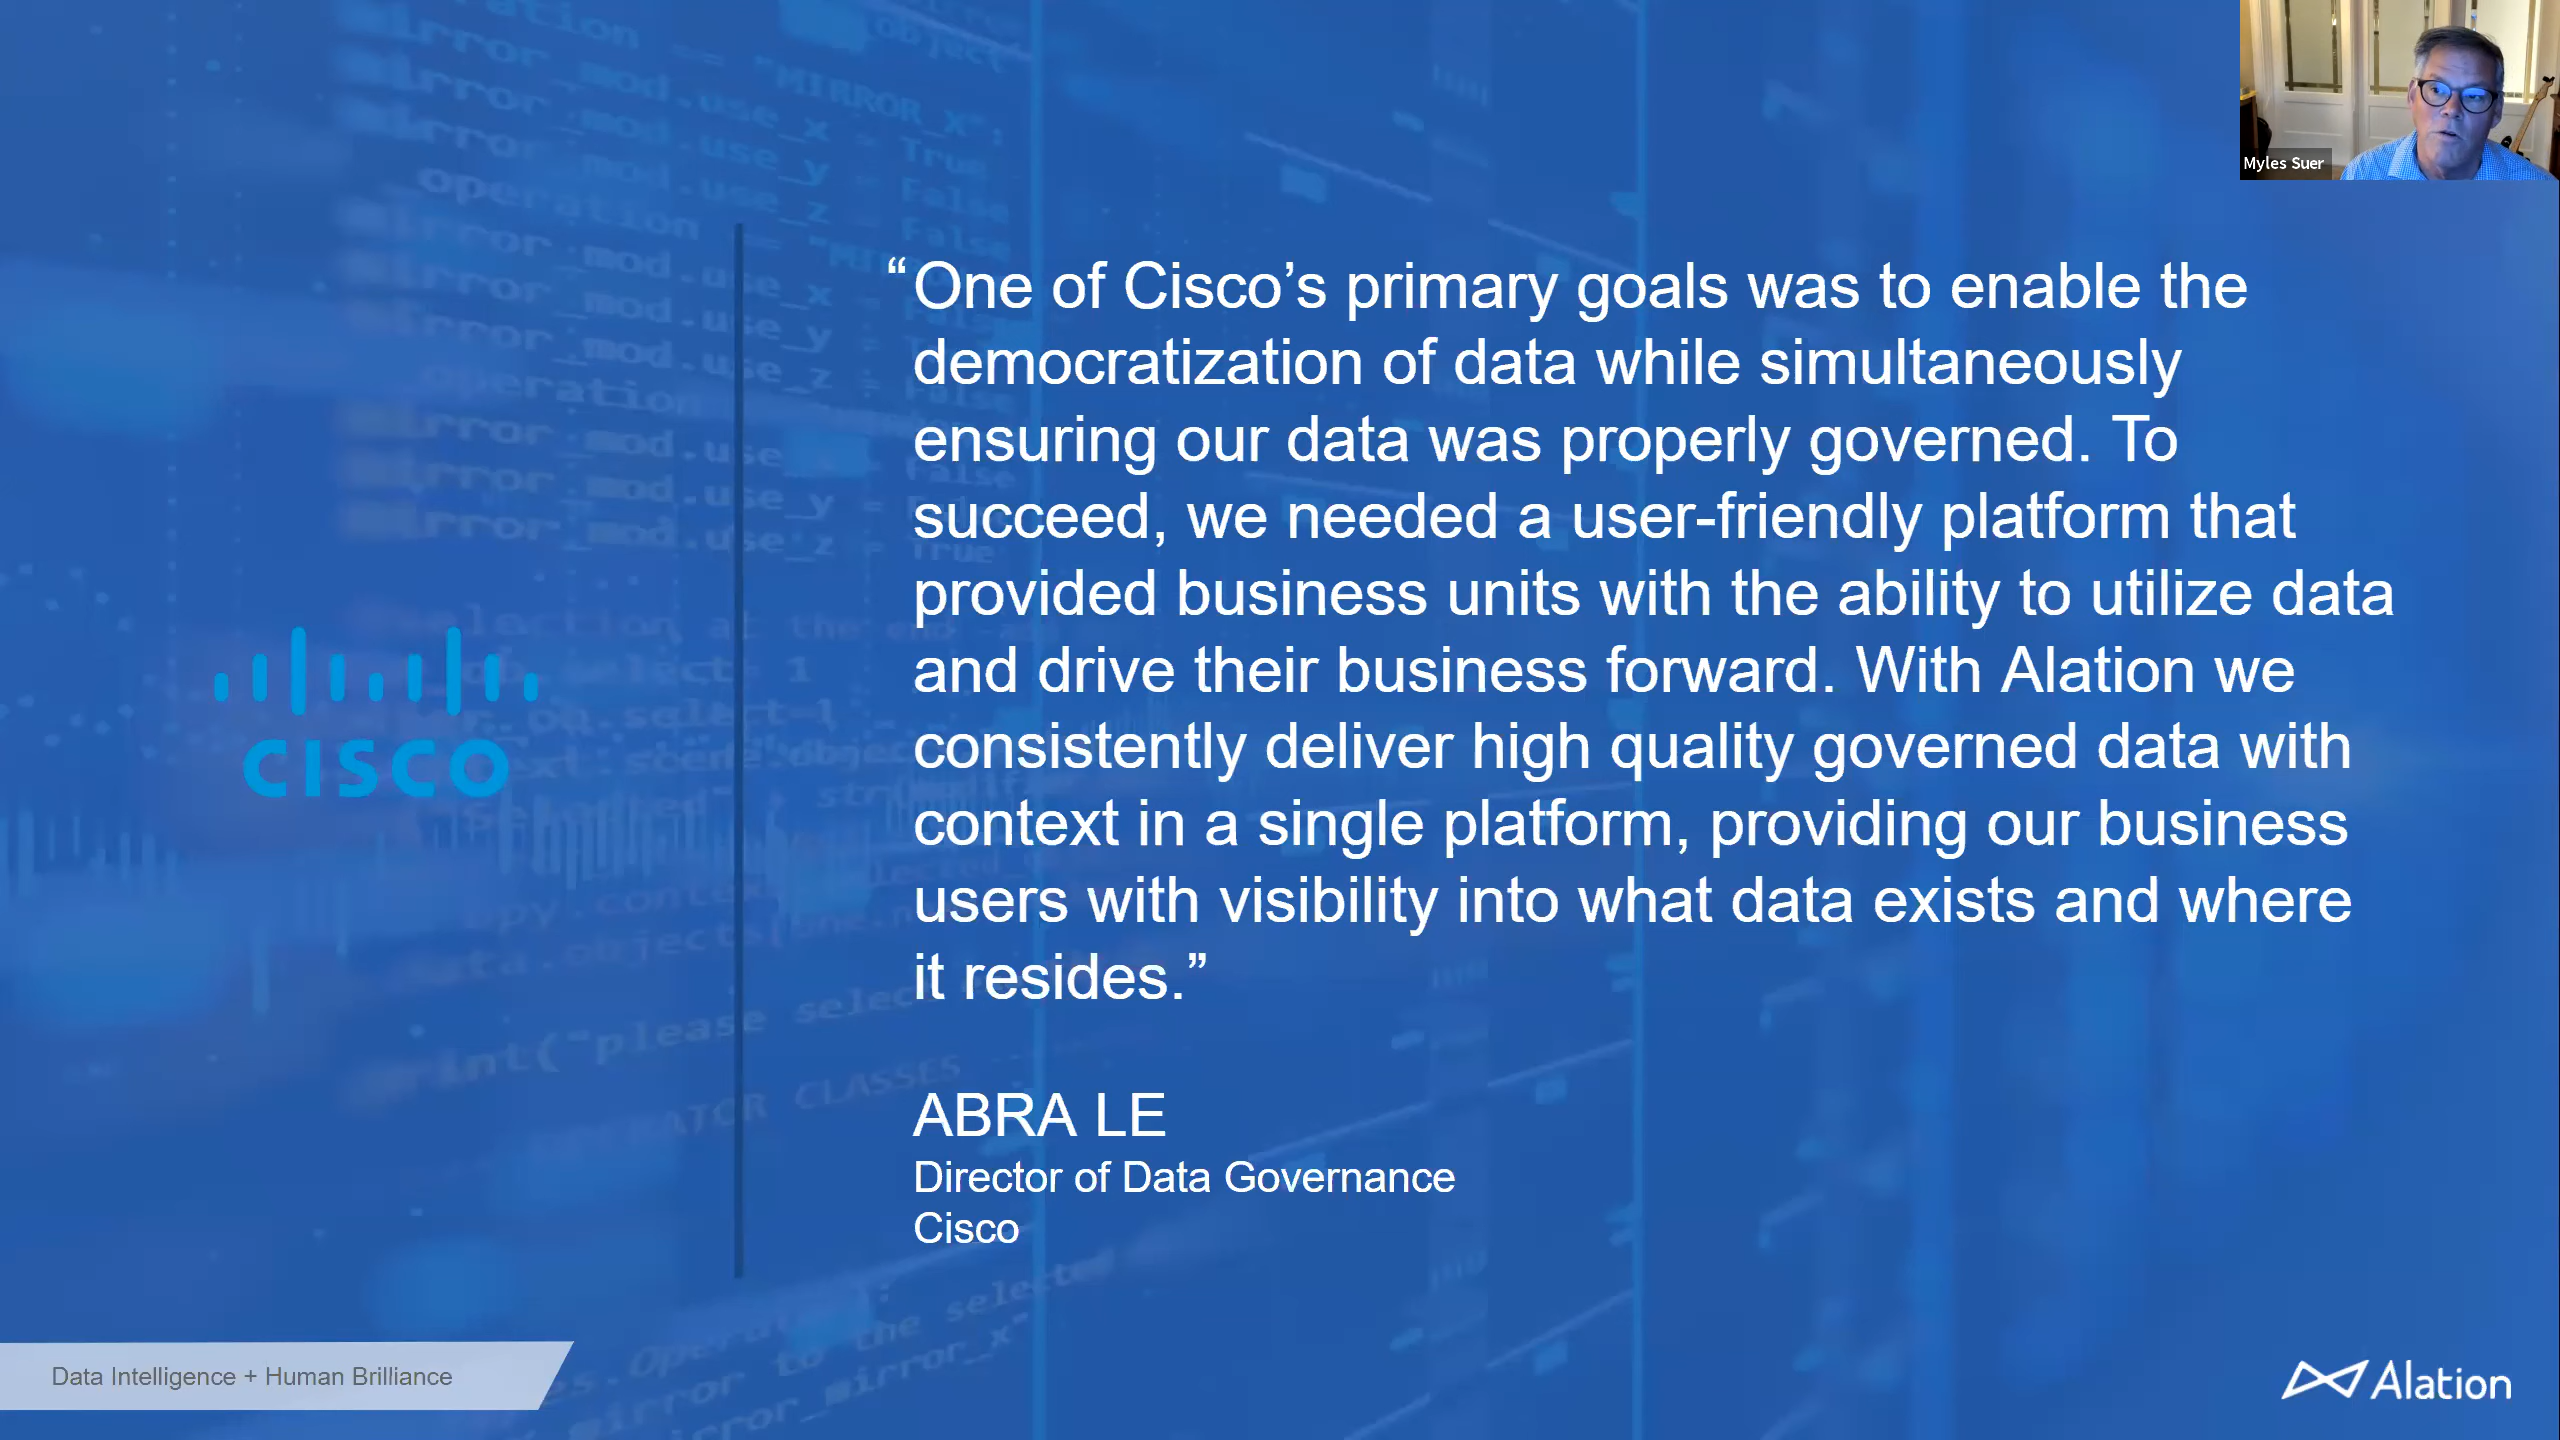 Myles Suer
“One of Cisco’s primary goals was to enable the
democratization of data while simultaneously
ensuring our data was properly governed. To
succeed, we needed a user-friendly platform that
provided business units with the ability to utilize data
and drive their business forward. With Alation we
consistently deliver high quality governed data with
context in a single platform, providing our business
users with visibility into what data exists and where
it resides.”
CISCO
ABRA LE
Director of Data Governance
Cisco
Data Intelligence + Human Brilliance
Alation